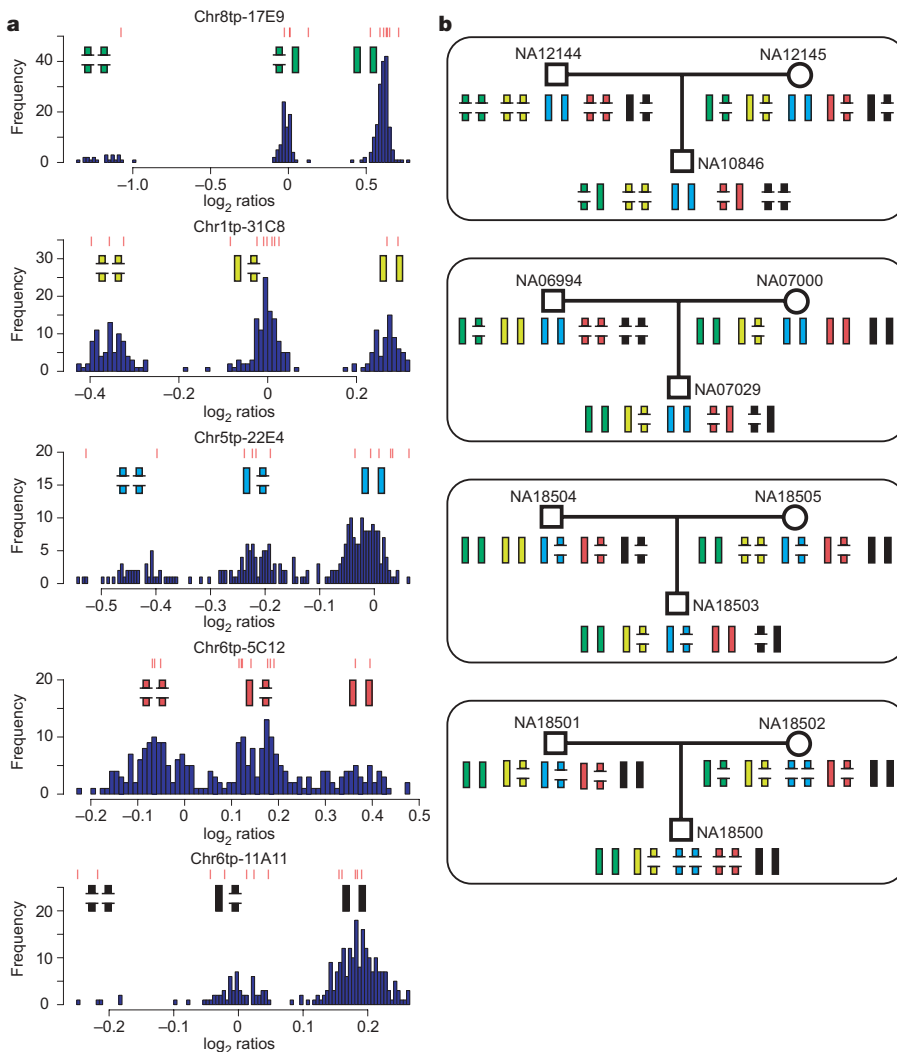 a
Chr8tp-17E9
Frequency
40
20
0
–1.0 –0.5 0 0.5
log2 ratios
Chr1tp-31C8
Frequency
30
20
10
0
–0.4 –0.2 0 0.2
log2 ratios
Chr5tp-22E4
Frequency
20
15
10
5
0
–0.5 –0.4 –0.3 –0.2 –0.1 0
log2 ratios
Chr6tp-5C12
Frequency
20
10
0
–0.2 –0.1 0 0.1 0.2 0.3 0.4 0.5
log2 ratios
Chr6tp-11A11
Frequency
20
10
0
–0.2 –0.1 0 0.1 0.2
log2 ratios
b
NA12144 NA12145
NA10846
NA06994 NA07000
NA07029
NA18504 NA18505
NA18503
NA18501 NA18502
NA18500